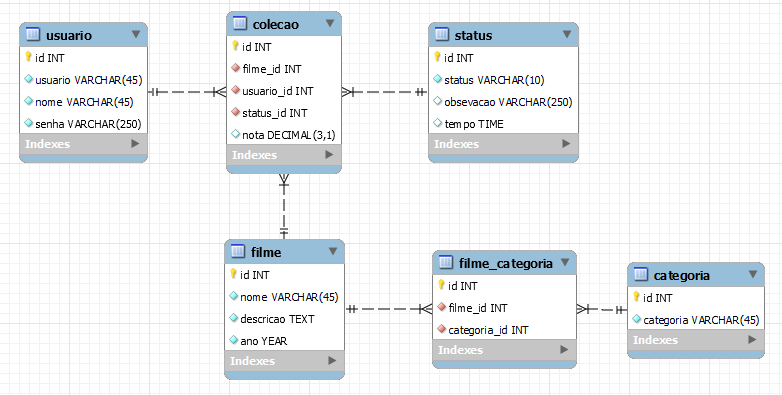 usuario
id INT
usuario VARCHAR(45)
nome VARCHAR(45)
senha VARCHAR(250)
Indexes
colecao
id INT
filme_id INT
usuario_id INT
status_id INT
nota DECIMAL(3,1)
Indexes
status
id INT
status VARCHAR(10)
obsevacao VARCHAR(250)
tempo TIME
Indexes
filme
id INT
nome VARCHAR(45)
descricao TEXT
ano YEAR
Indexes
filme_categoria
id INT
filme_id INT
categoria_id INT
Indexes
categoria
id INT
categoria VARCHAR(45)
Indexes